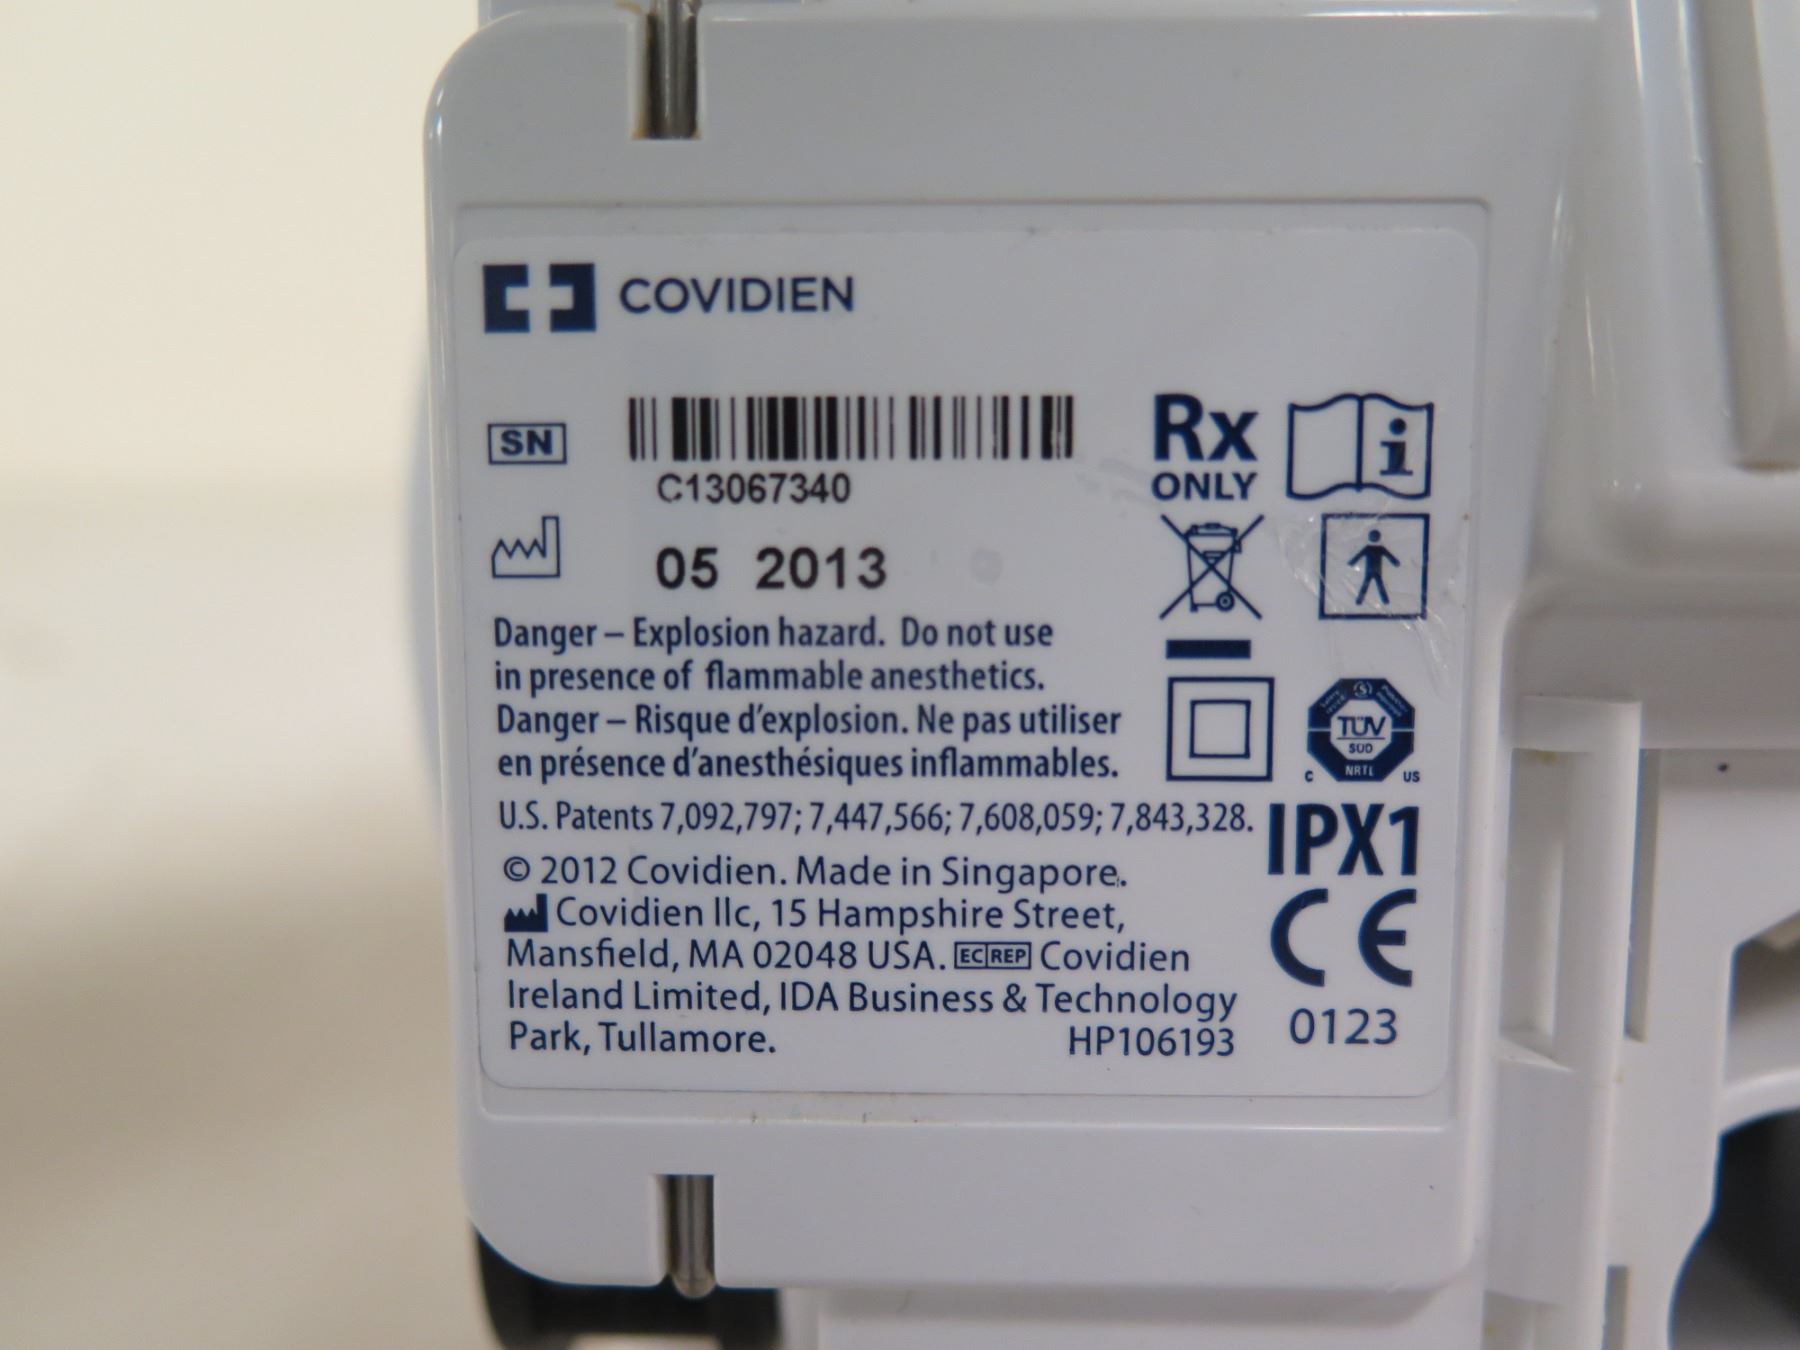 COVIDIEN
SN
C13067340
05 2013
Rx
ONLY
i
Danger – Explosion hazard. Do not use
in presence of flammable anesthetics.
Danger – Risque d'explosion. Ne pas utiliser
en présence d'anesthésiques inflammables.
TÜV
SÜD
NRTL
C US
U.S. Patents 7,092,797; 7,447,566; 7,608,059; 7,843,328.
IPX1
© 2012 Covidien. Made in Singapore.
Covidien llc, 15 Hampshire Street,
Mansfield, MA 02048 USA. EC REP Covidien
Ireland Limited, IDA Business & Technology
Park, Tullamore. HP106193
CE
0123